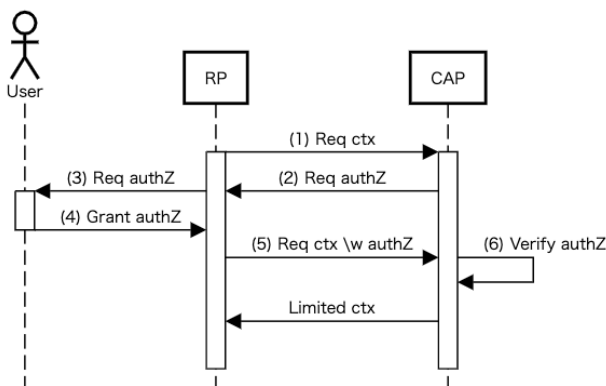 User
RP
CAP
(1) Req ctx
(3) Req authZ
(2) Req authZ
(4) Grant authZ
(5) Req ctx \w authZ
(6) Verify authZ
Limited ctx